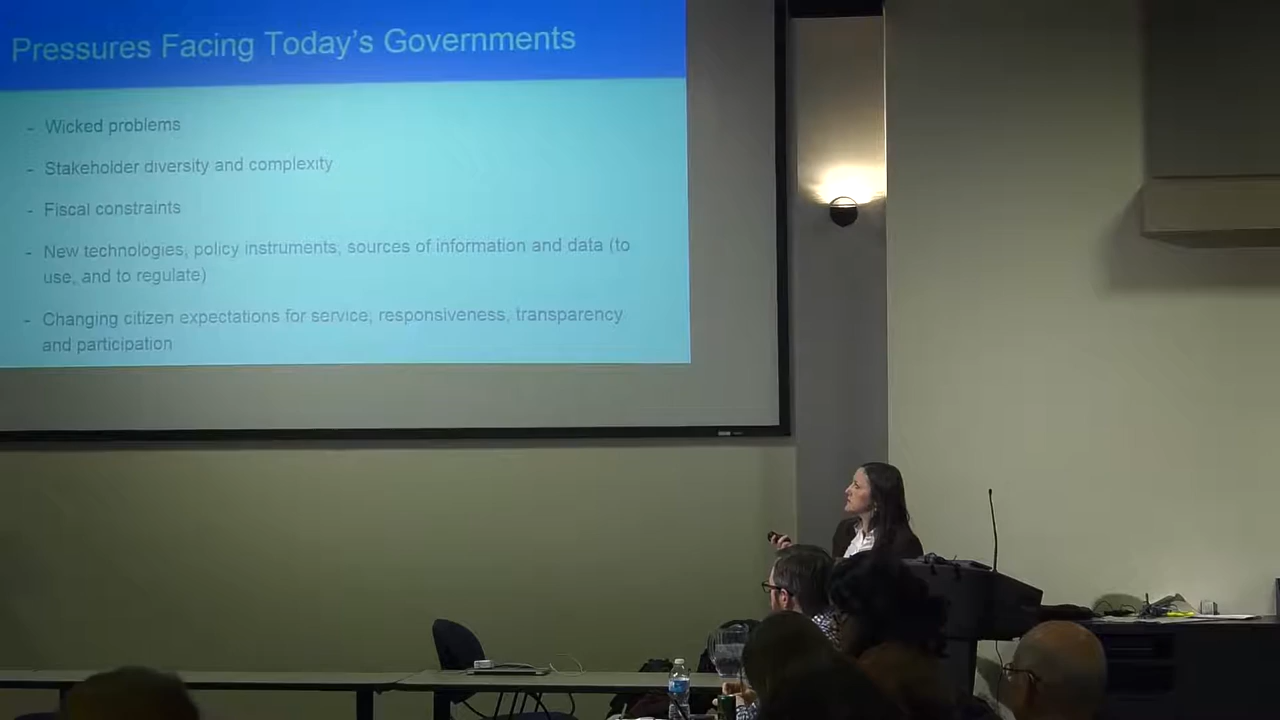 Pressures Facing Today's Governments
- Wicked problems
- Stakeholder diversity and complexity
- Fiscal constraints
- New technologies, policy instruments, sources of information and data (to
use, and to regulate)
- Changing citizen expectations for service, responsiveness, transparency
and participation